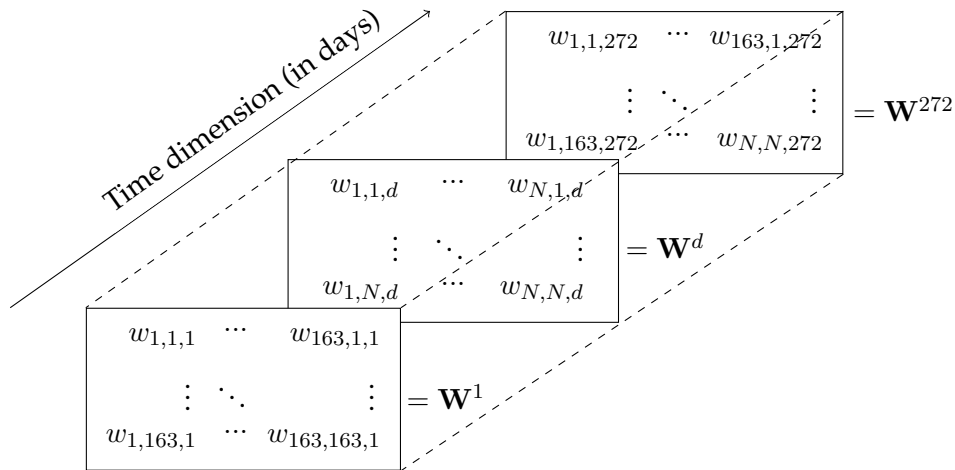 Time dimension (in days)
w_{1,1,272} ... w_{163,1,272}
⋮ ⋱ ⋮
w_{1,163,272} ... w_{N,N,272}
= W^{272}
w_{1,1,d} ... w_{N,1,d}
⋮ ⋱ ⋮
w_{1,N,d} ... w_{N,N,d}
= W^d
w_{1,1,1} ... w_{163,1,1}
⋮ ⋱ ⋮
w_{1,163,1} ... w_{163,163,1}
= W^1